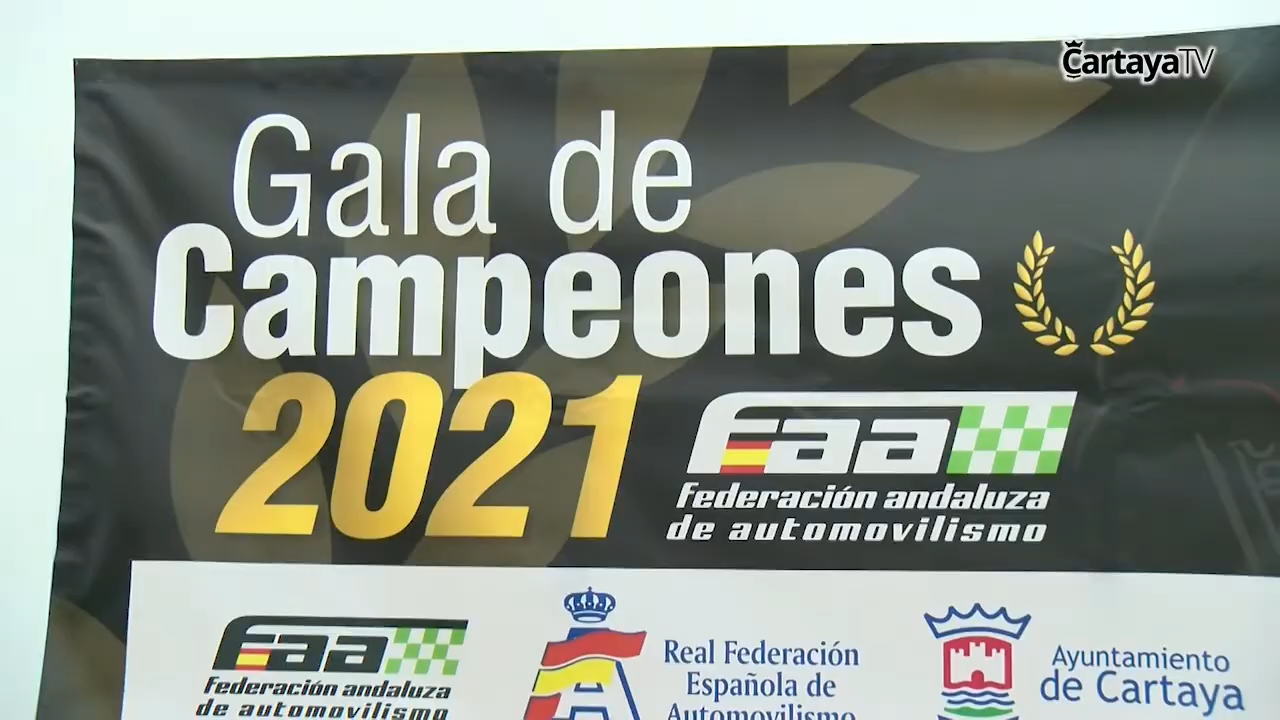 CartayaTV
Gala de
Campeones
2021
faa
Federación andaluza
de automovilismo
faa
Federación andaluza
de automovilismo
Real Federación
Española de
Automovilismo
Ayuntamiento
de Cartaya